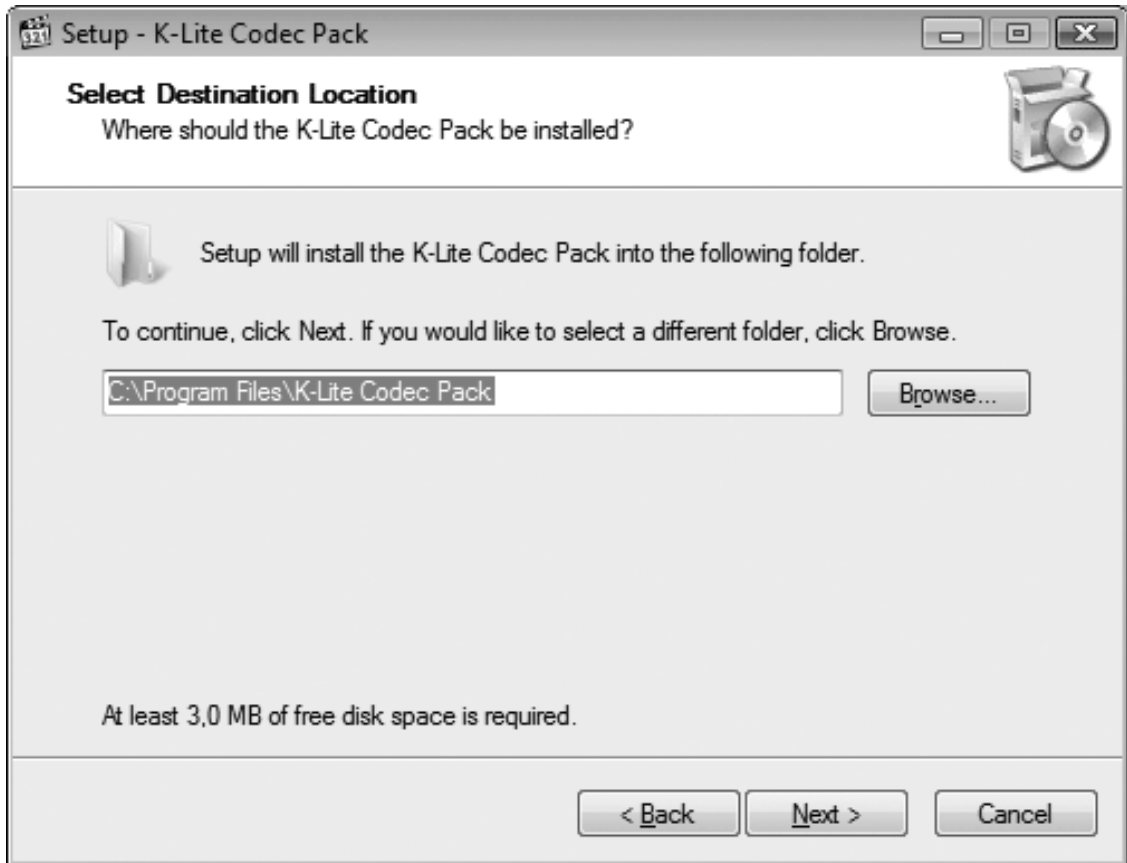 Setup - K-Lite Codec Pack
Select Destination Location
Where should the K-Lite Codec Pack be installed?
Setup will install the K-Lite Codec Pack into the following folder.
To continue, click Next. If you would like to select a different folder, click Browse.
C:\Program Files\K-Lite Codec Pack
Browse...
At least 3,0 MB of free disk space is required.
< Back Next > Cancel